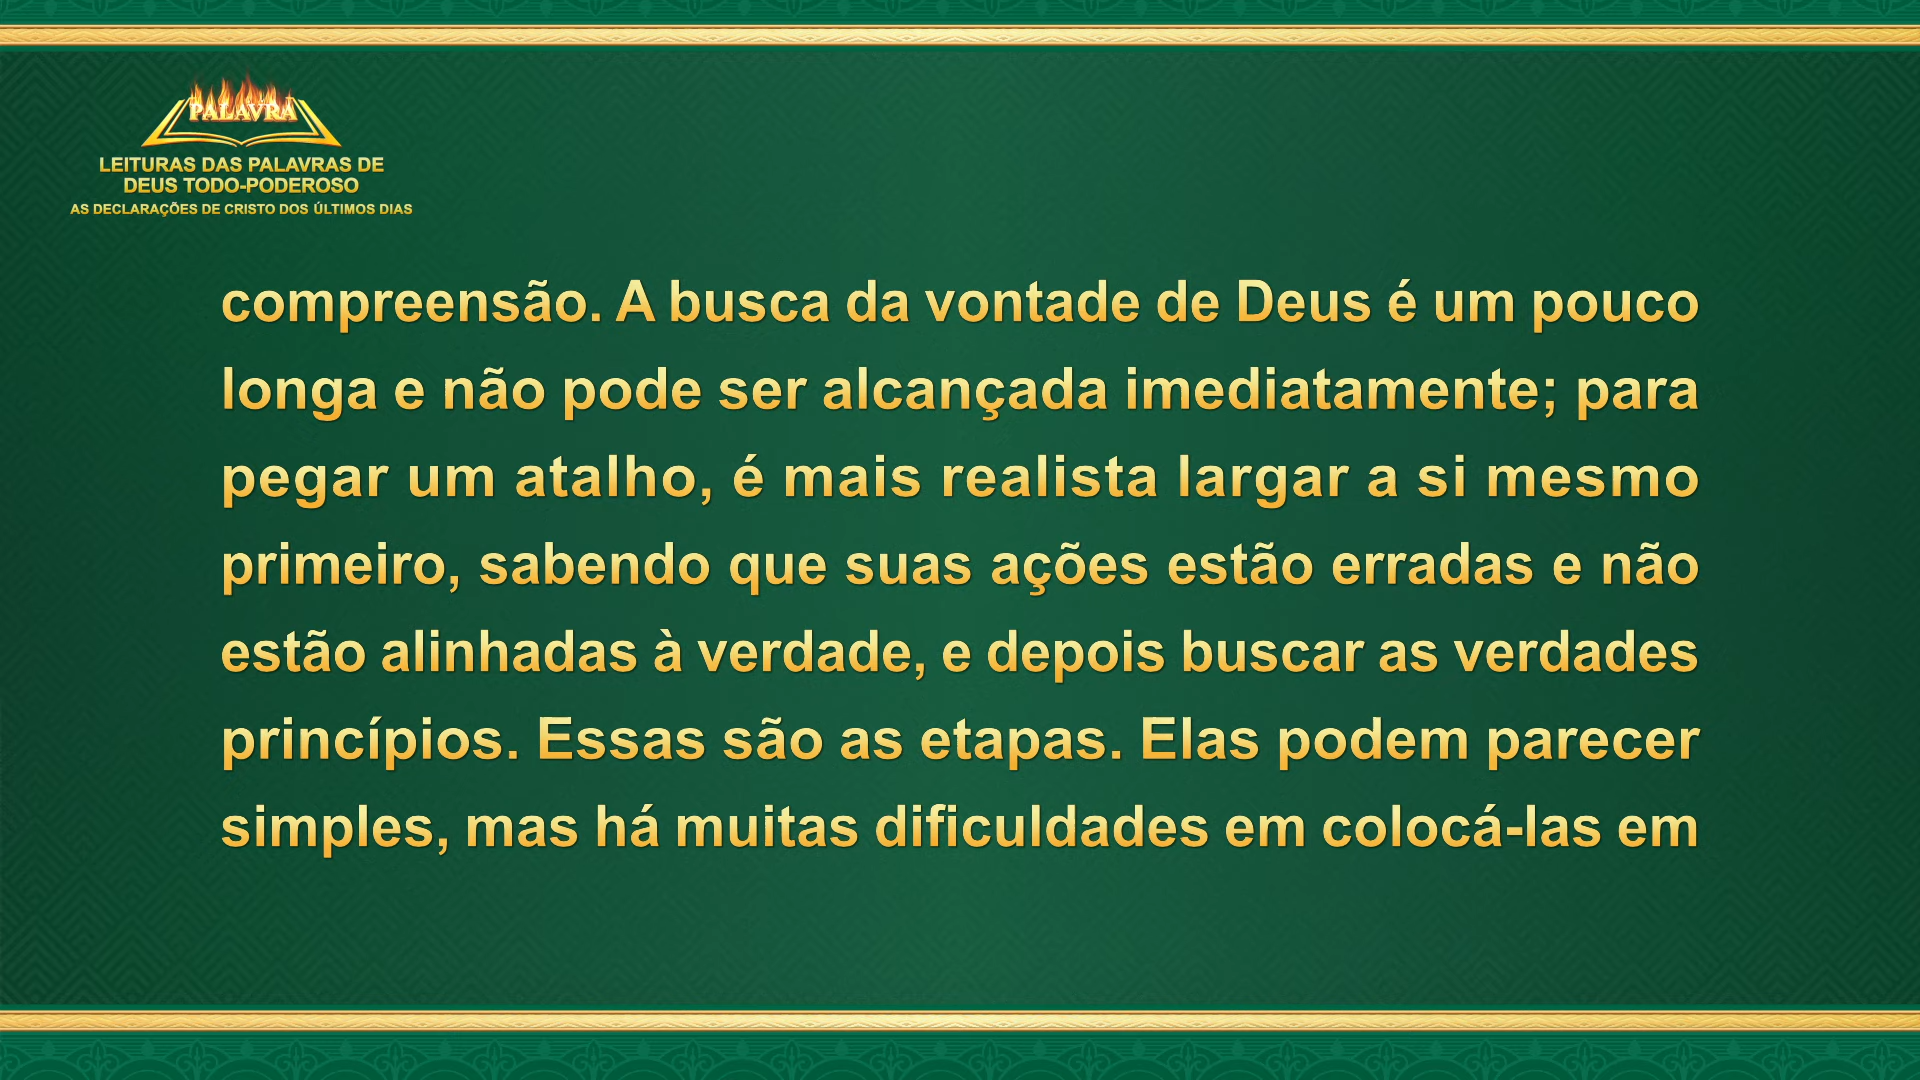 PALAVRA
LEITURAS DAS PALAVRAS DE
DEUS TODO-PODEROSO
AS DECLARAÇÕES DE CRISTO DOS ÚLTIMOS DIAS
compreensão. A busca da vontade de Deus é um pouco
longa e não pode ser alcançada imediatamente; para
pegar um atalho, é mais realista largar a si mesmo
primeiro, sabendo que suas ações estão erradas e não
estão alinhadas à verdade, e depois buscar as verdades
princípios. Essas são as etapas. Elas podem parecer
simples, mas há muitas dificuldades em colocá-las em